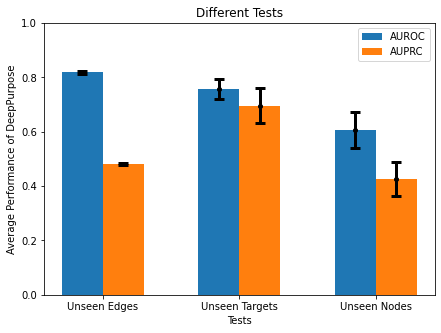 Different Tests
AUROC
AUPRC
Average Performance of DeepPurpose
1.0
0.8
0.6
0.4
0.2
0.0
Unseen Edges
Unseen Targets
Unseen Nodes
Tests